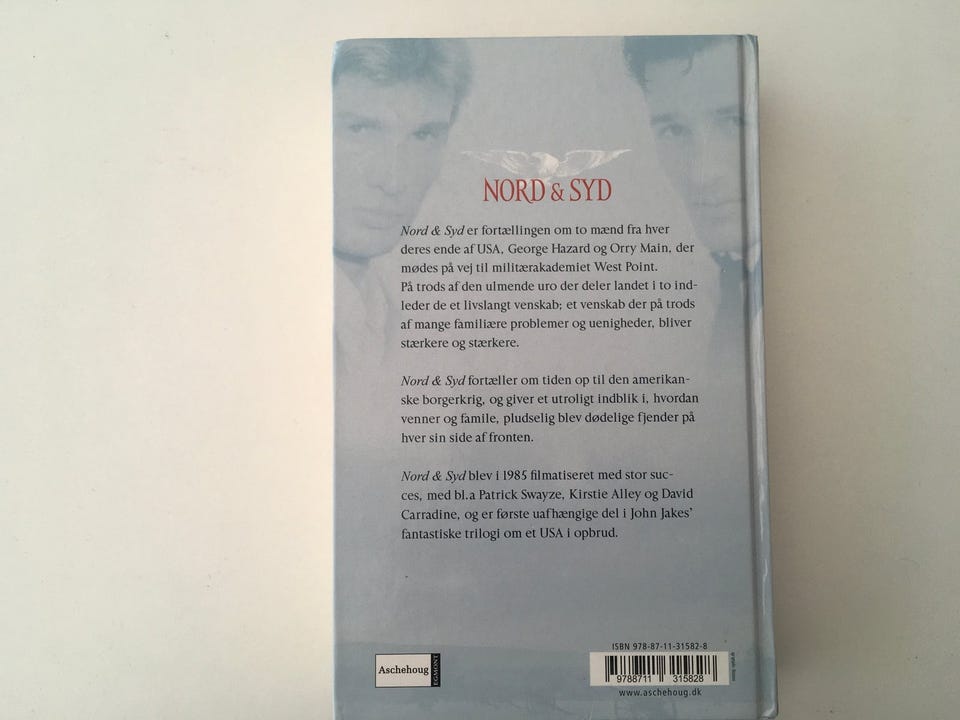 NORD & SYD
Nord & Syd er fortællingen om to mænd fra hver
deres ende af USA, George Hazard og Orry Main, der
mødes på vej til militærakademiet West Point.
På trods af den ulmende uro der deler landet i to ind-
leder de et livslangt venskab; et venskab der på trods
af mange familiære problemer og uenigheder, bliver
stærkere og stærkere.
Nord & Syd fortæller om tiden op til den amerikan-
ske borgerkrig, og giver et utroligt indblik i, hvordan
venner og famile, pludselig blev dødelige fjender på
hver sin side af fronten.
Nord & Syd blev i 1985 filmatiseret med stor suc-
ces, med bl.a Patrick Swayze, Kirstie Alley og David
Carradine, og er første uafhængige del i John Jakes’
fantastiske trilogi om et USA i opbrud.
ISBN 978-87-11-31582-8
Aschehoug
EGMONT
9788711 315828
www.aschehoug.dk